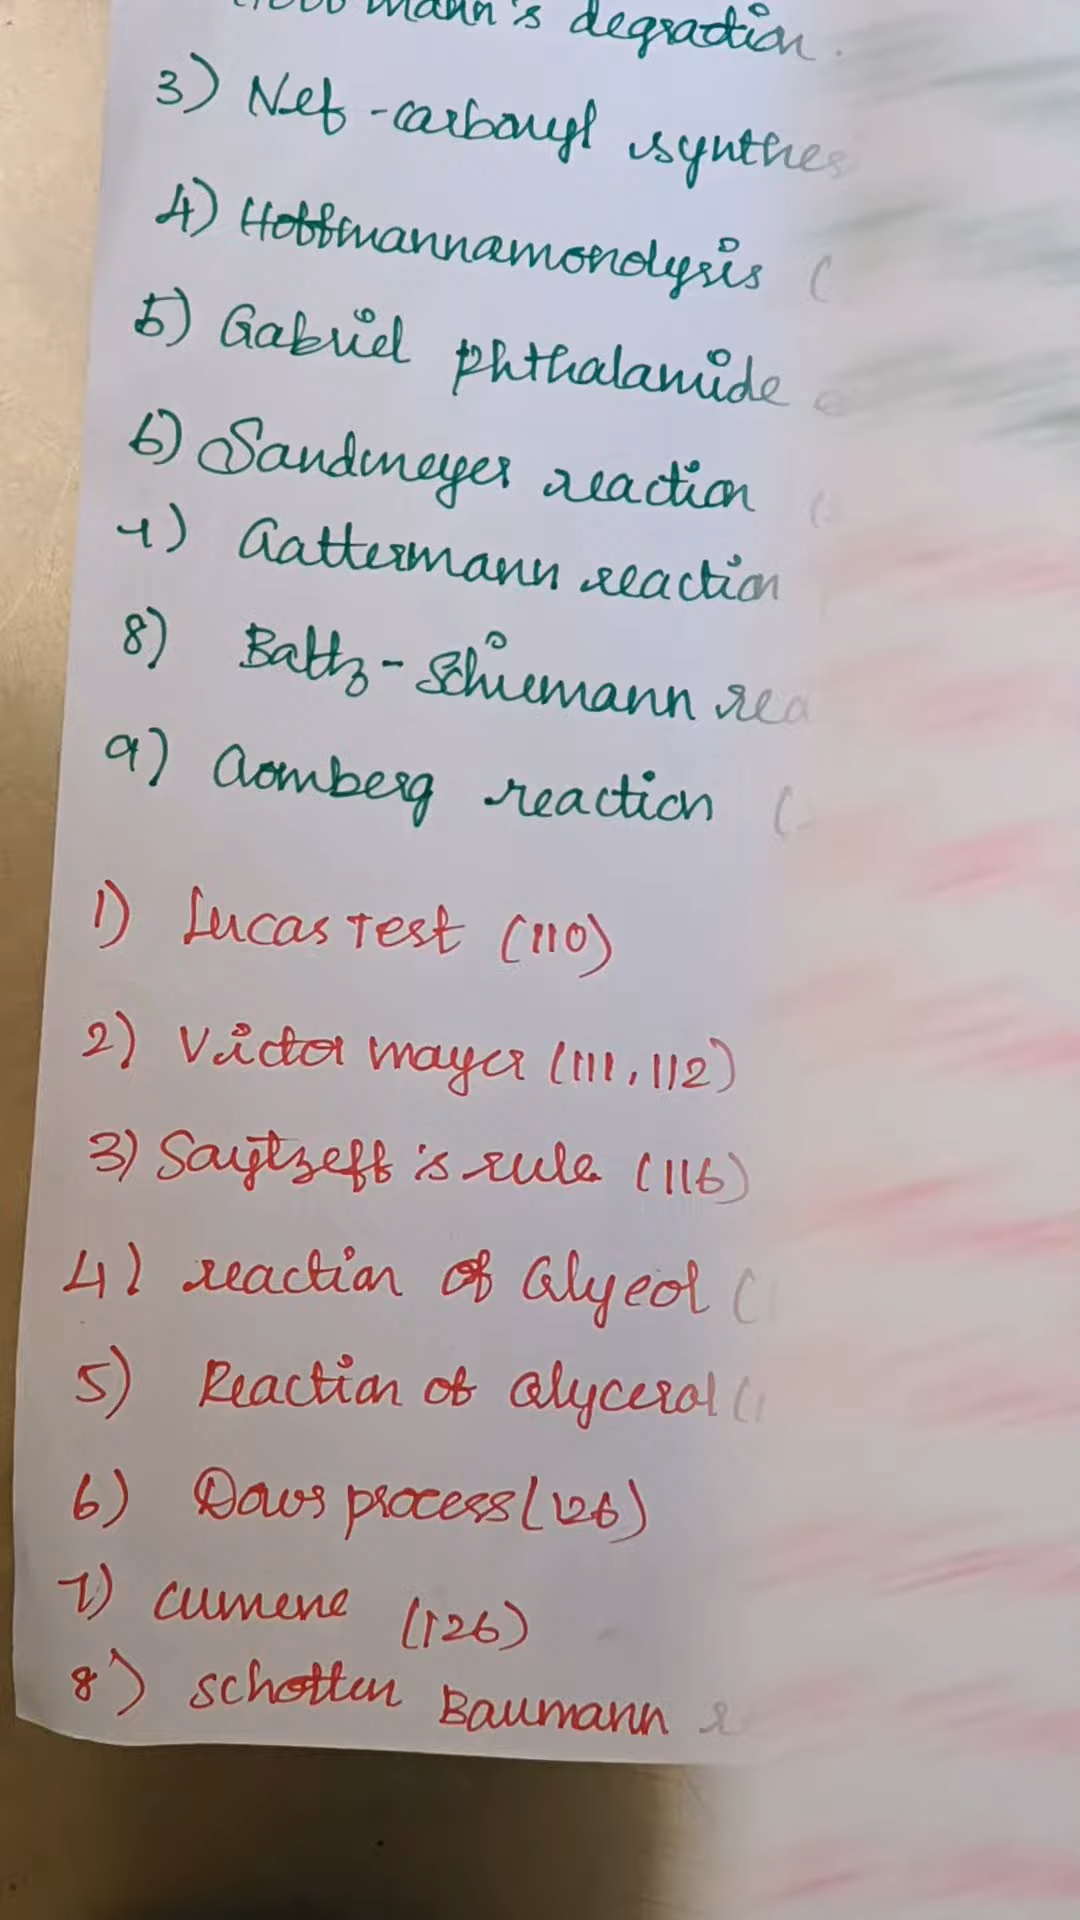 mann's degradtion.
3) Nef-carbonyl synthes
4) Hoffmannamonolysis (
5) Gabriel phthalamide
6) Sandmeyer reaction (
7) Gattermann reaction
8) Baltz-Schiemann rea
9) Gomberg reaction (
1) Lucas Test (110)
2) Victor mayer (111, 112)
3) Saytzeff's rule (116)
4) reaction of Glyeol (
5) Reaction of Glycerol (
6) Dows process (126)
7) cumene (126)
8) schotten Baumann r